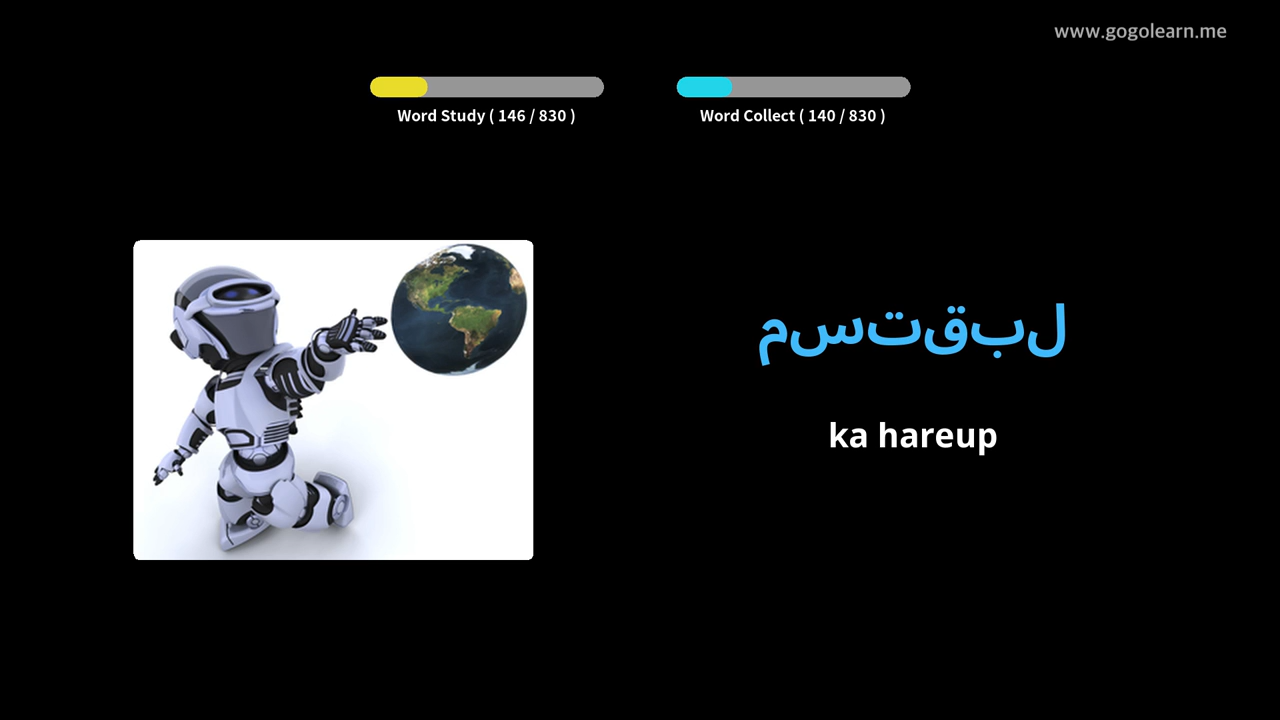 www.gogolearn.me
Word Study ( 146 / 830 )
Word Collect ( 140 / 830 )
مستقبل
ka hareup